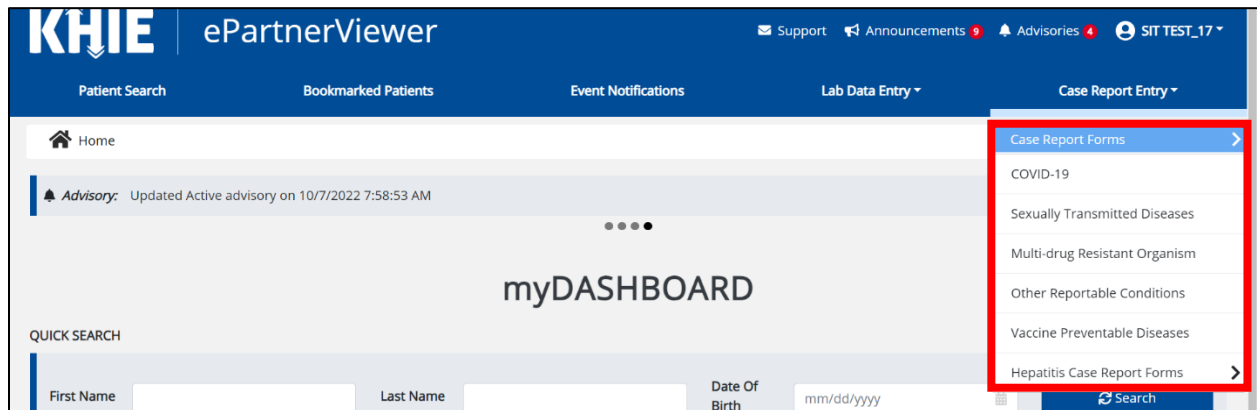 KHIE ePartnerViewer
Support Announcements 9 Advisories 4 SIT TEST_17
Patient Search Bookmarked Patients Event Notifications Lab Data Entry Case Report Entry
Home
Advisory: Updated Active advisory on 10/7/2022 7:58:53 AM
Case Report Forms
COVID-19
Sexually Transmitted Diseases
Multi-drug Resistant Organism
Other Reportable Conditions
Vaccine Preventable Diseases
Hepatitis Case Report Forms
myDASHBOARD
QUICK SEARCH
First Name Last Name Date Of Birth mm/dd/yyyy Search